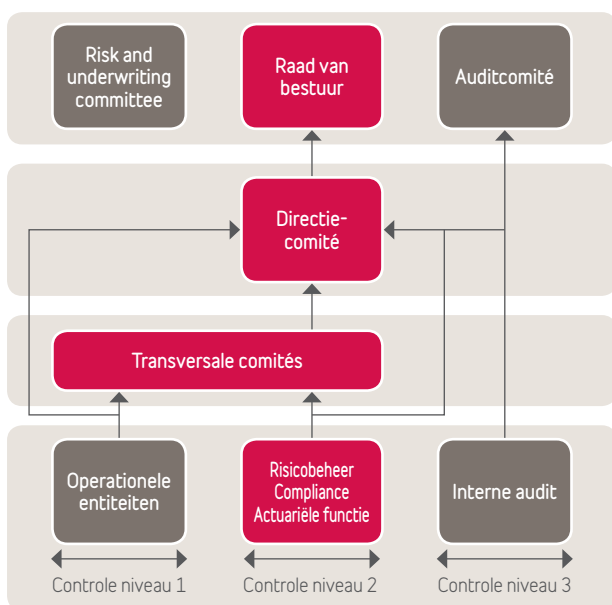 Risk and
underwriting
committee
Raad van
bestuur
Auditcomité
Directie-
comité
Transversale comités
Operationele
entiteiten
Risicobeheer
Compliance
Actuariële functie
Interne audit
Controle niveau 1
Controle niveau 2
Controle niveau 3